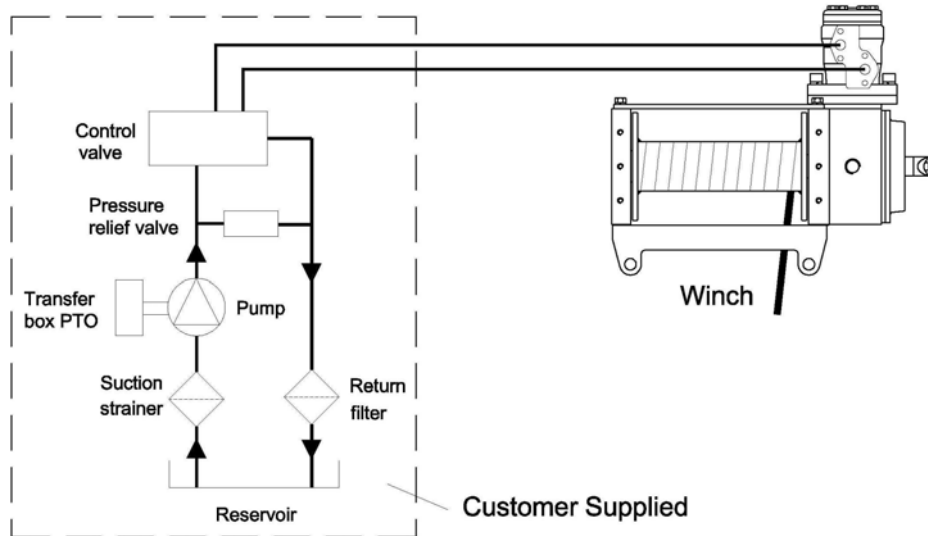 Control
valve
Pressure
relief valve
Transfer
box PTO
Pump
Suction
strainer
Return
filter
Reservoir
Customer Supplied
Winch